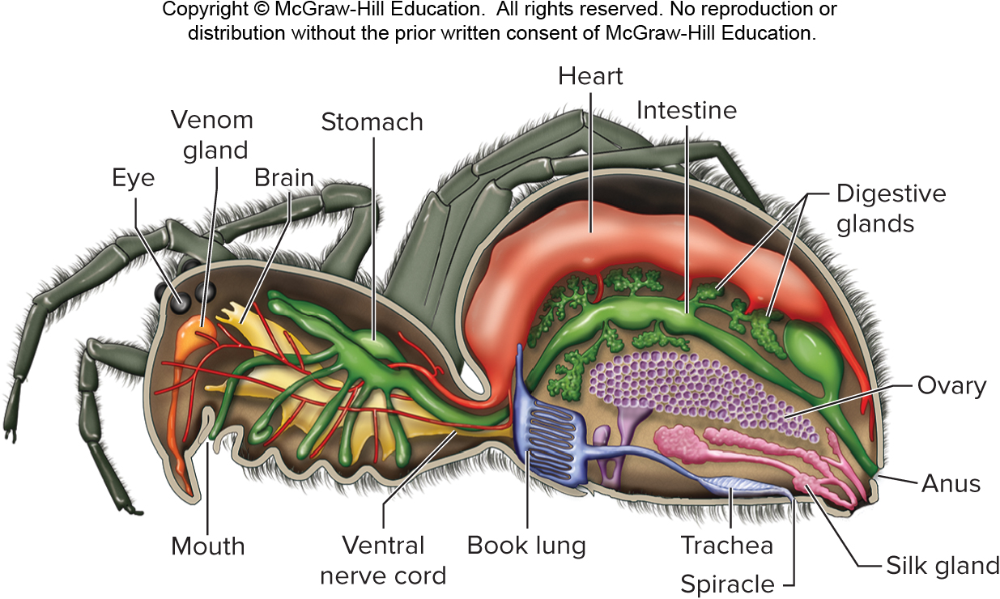 Copyright © McGraw-Hill Education.  All rights reserved. No reproduction or
distribution without the prior written consent of McGraw-Hill Education.
Heart
Intestine
Venom
gland
Stomach
Eye
Brain
Digestive
glands
Ovary
Anus
Mouth
Ventral
nerve cord
Book lung
Trachea
Silk gland
Spiracle